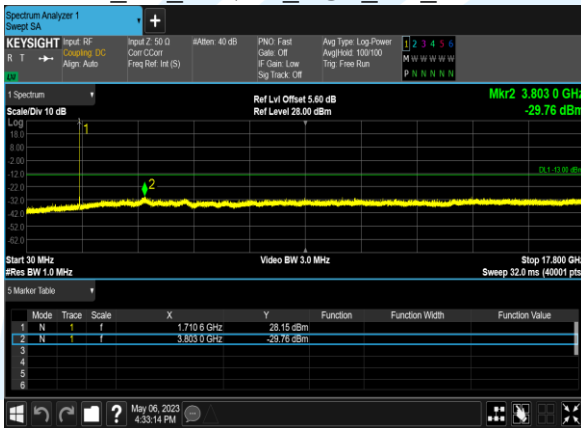 Spectrum Analyzer 1
Swept SA
+
KEYSIGHT Input: RF Input Z: 50 Ω #Atten: 40 dB PNO: Fast Avg Type: Log-Power 1 2 3 4 5 6
R T Coupling: DC Corr CCorr Gate: Off Avg|Hold: 100/100 M W W W W W
Align: Auto Freq Ref: Int (S) IF Gain: Low Trig: Free Run
Sig Track: Off P N N N N N
LV
1 Spectrum Ref Lvl Offset 5.60 dB Mkr2 3.803 0 GHz
Scale/Div 10 dB Ref Level 28.00 dBm -29.76 dBm
Log
18.0
8.00
-2.00
-12.0
-22.0
-32.0
-42.0
-52.0
-62.0
1
2
DL1 -13.00 dBm
Start 30 MHz Video BW 3.0 MHz Stop 17.800 GHz
#Res BW 1.0 MHz Sweep 32.0 ms (40001 pts)
5 Marker Table
Mode Trace Scale X Y Function Function Width Function Value
1 N 1 f 1.710 6 GHz 28.15 dBm
2 N 1 f 3.803 0 GHz -29.76 dBm
3
4
5
6
? May 06, 2023
4:33:14 PM